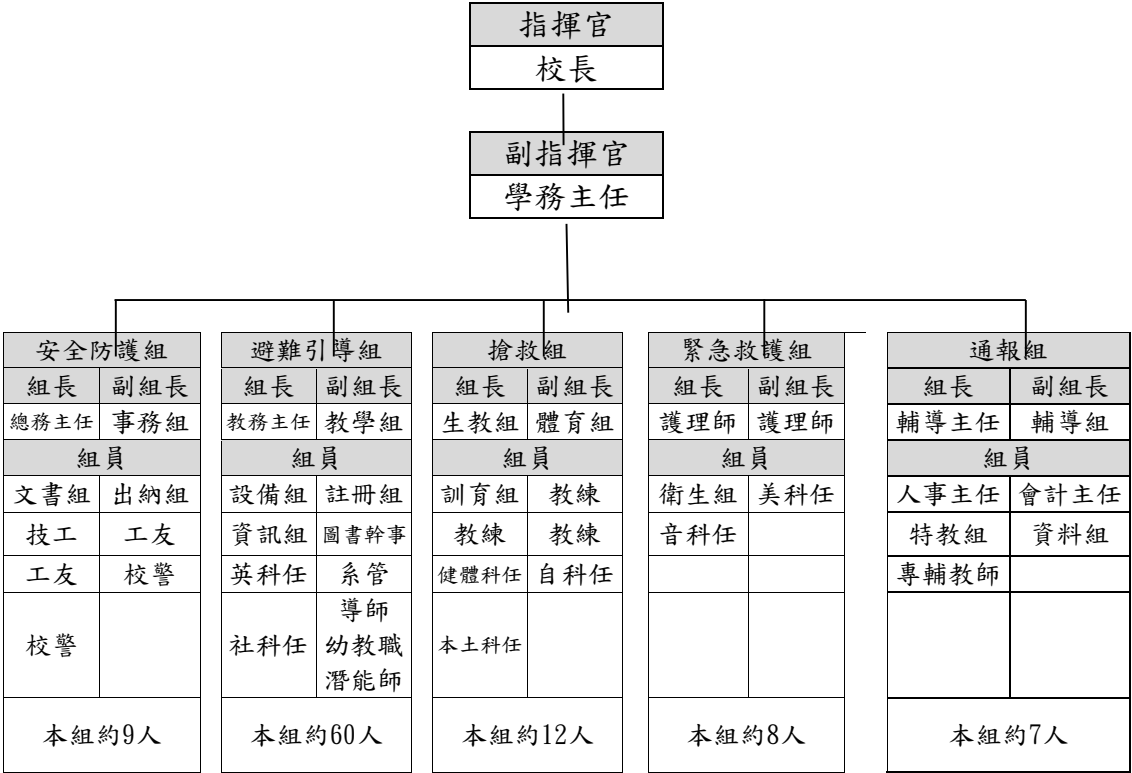 指揮官
校長
副指揮官
學務主任
安全防護組
組長 副組長
總務主任 事務組
組員
文書組 出納組
技工 工友
工友 校警
校警
本組約9人
避難引導組
組長 副組長
教務主任 教學組
組員
設備組 註冊組
資訊組 圖書幹事
英科任 系管
社科任 導師
幼教職
潛能師
本組約60人
搶救組
組長 副組長
生教組 體育組
組員
訓育組 教練
教練 教練
健體科任 自科任
本土科任
本組約12人
緊急救護組
組長 副組長
護理師 護理師
組員
衛生組 美科任
音科任
本組約8人
通報組
組長 副組長
輔導主任 輔導組
組員
人事主任 會計主任
特教組 資料組
專輔教師
本組約7人